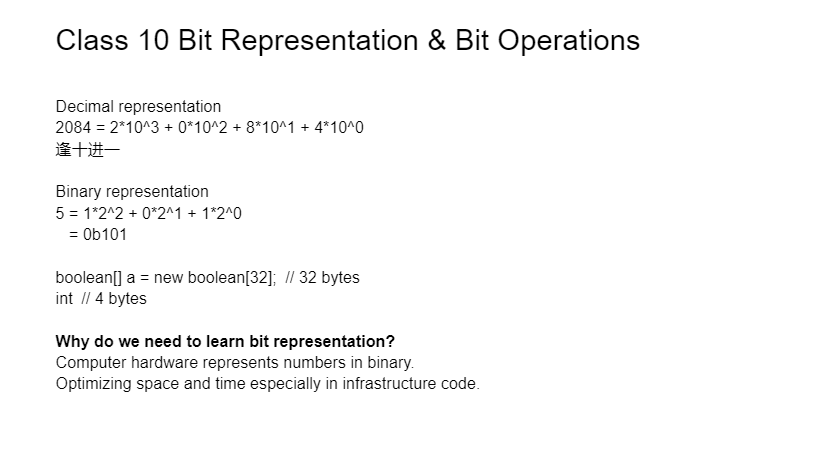 Class 10 Bit Representation & Bit Operations
Decimal representation
2084 = 2*10^3 + 0*10^2 + 8*10^1 + 4*10^0
逢十进一
Binary representation
5 = 1*2^2 + 0*2^1 + 1*2^0
= 0b101
boolean[] a = new boolean[32];  // 32 bytes
int  // 4 bytes
Why do we need to learn bit representation?
Computer hardware represents numbers in binary.
Optimizing space and time especially in infrastructure code.